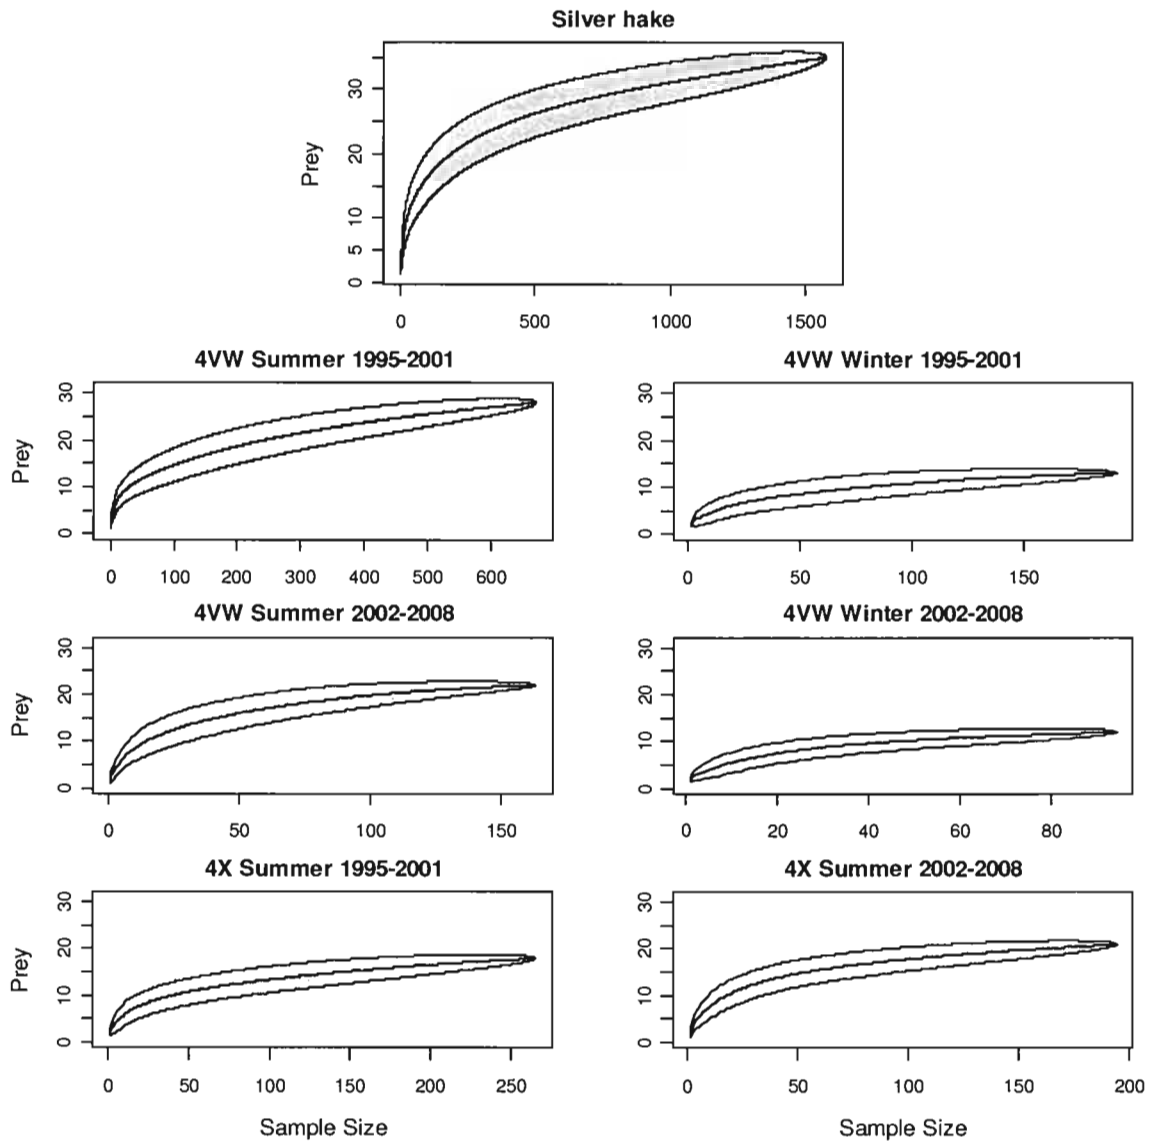 Silver hake
Prey
30
20
10
5
0
0 500 1000 1500
4VW Summer 1995-2001
Prey
30
20
10
0
0 100 200 300 400 500 600
4VW Winter 1995-2001
30
20
10
0
0 50 100 150
4VW Summer 2002-2008
Prey
30
20
10
0
0 50 100 150
4VW Winter 2002-2008
30
20
10
0
0 20 40 60 80
4X Summer 1995-2001
Prey
30
20
10
0
0 50 100 150 200 250
Sample Size
4X Summer 2002-2008
30
20
10
0
0 50 100 150 200
Sample Size